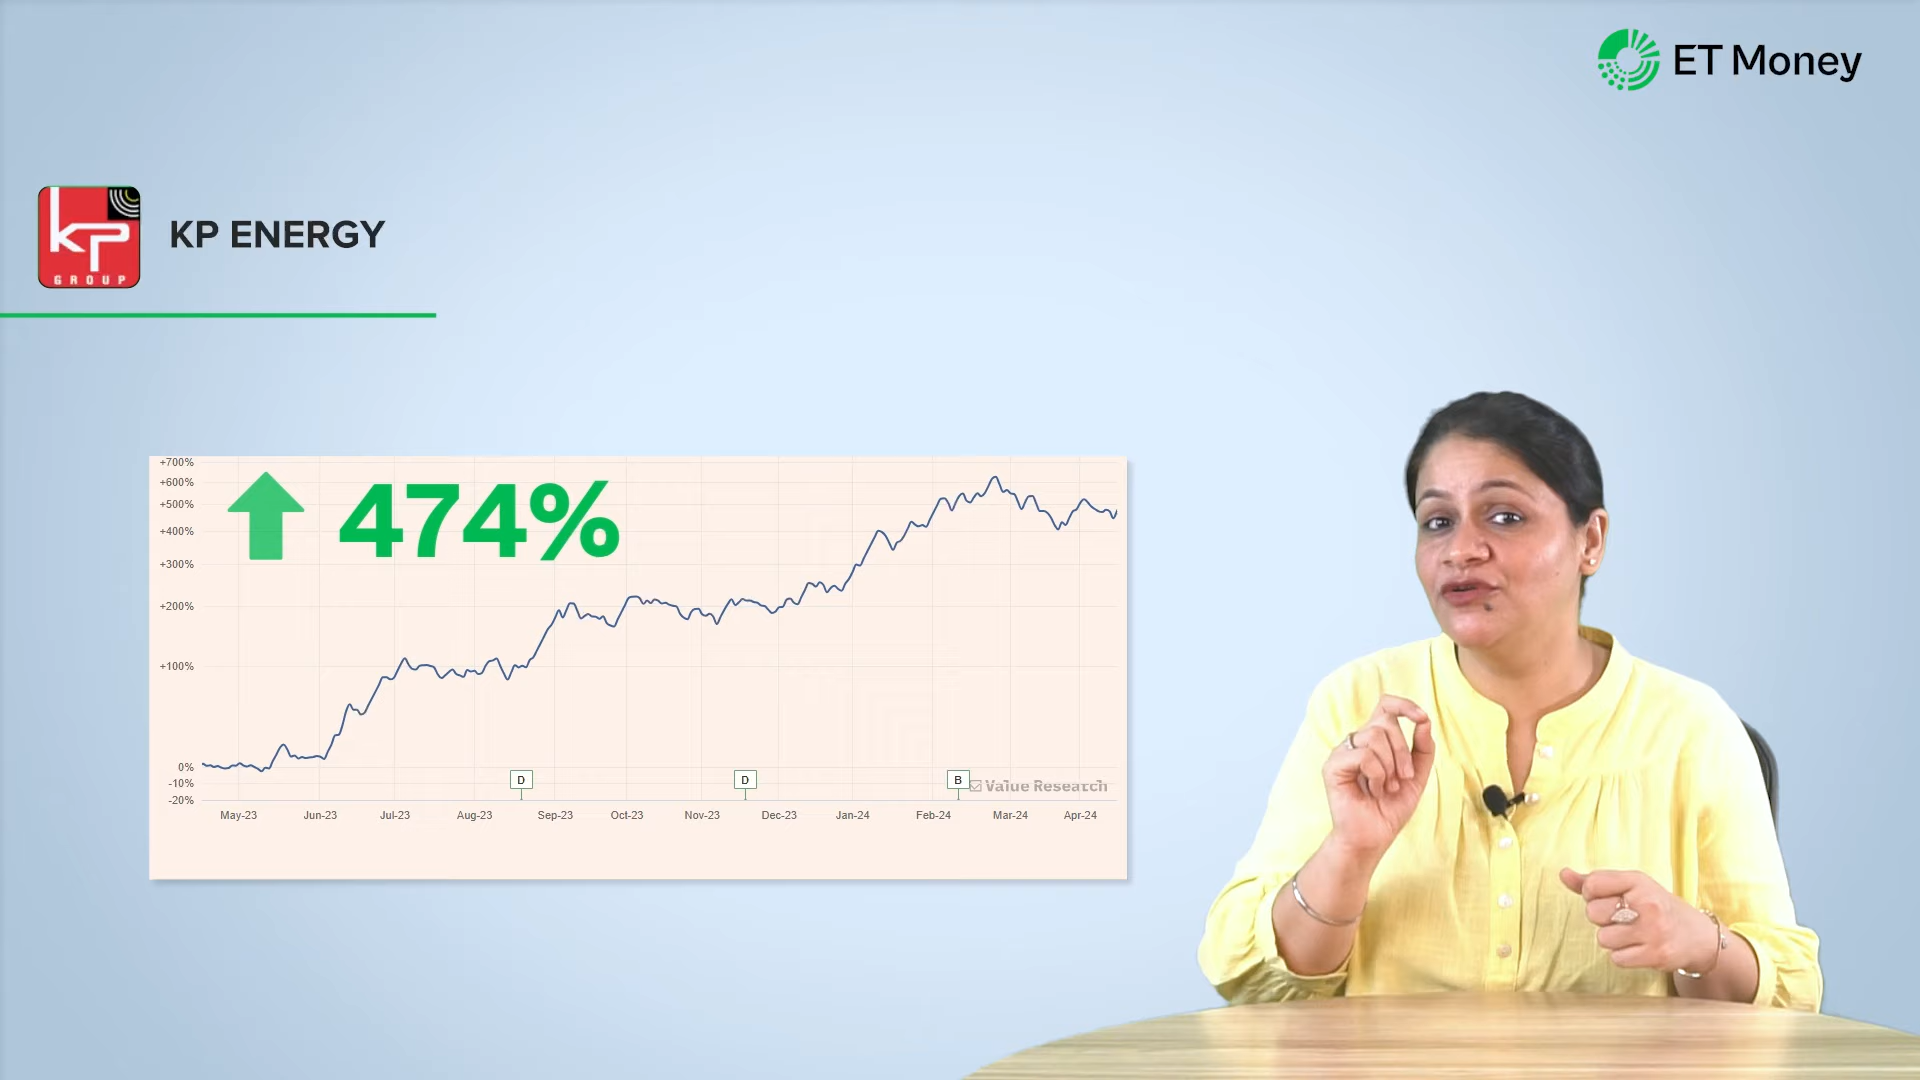 ET Money
kp
GROUP
KP ENERGY
474%
+700%
+600%
+500%
+400%
+300%
+200%
+100%
0%
-10%
-20%
D
D
B
Value Research
May-23
Jun-23
Jul-23
Aug-23
Sep-23
Oct-23
Nov-23
Dec-23
Jan-24
Feb-24
Mar-24
Apr-24